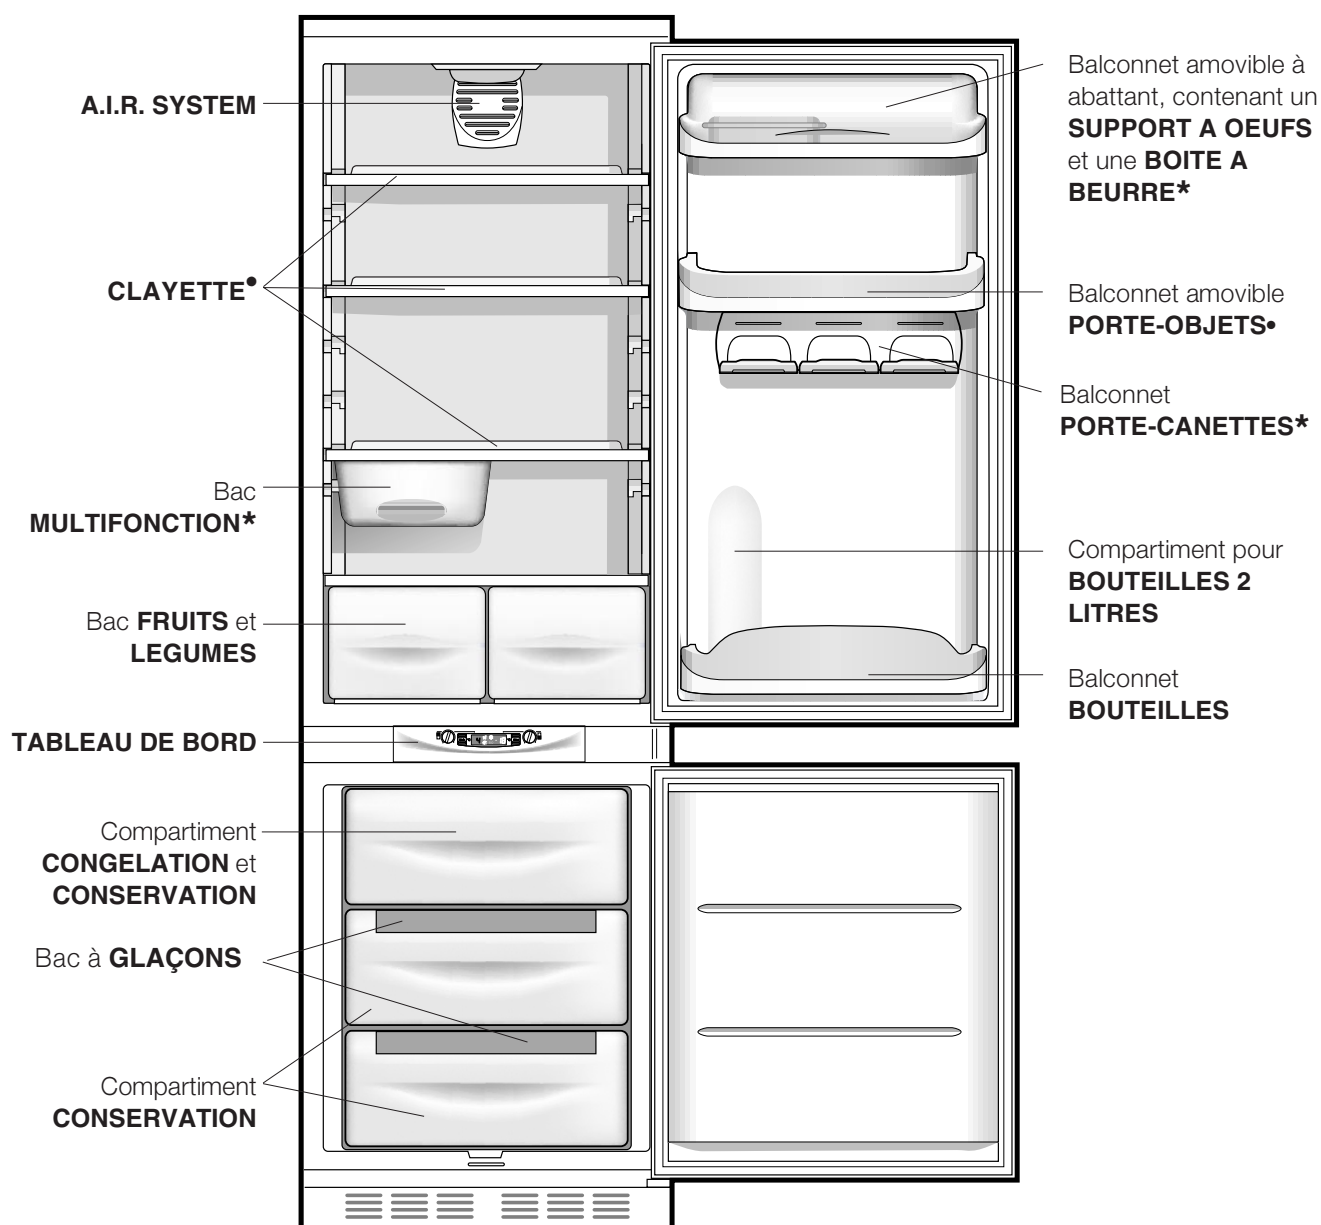 A.I.R. SYSTEM
CLAYETTE•
Bac
MULTIFONCTION*
Bac FRUITS et
LEGUMES
TABLEAU DE BORD
Compartiment
CONGELATION et
CONSERVATION
Bac à GLAÇONS
Compartiment
CONSERVATION
Balconnet amovible à
abattant, contenant un
SUPPORT A OEUFS
et une BOITE A
BEURRE*
Balconnet amovible
PORTE-OBJETS•
Balconnet
PORTE-CANETTES*
Compartiment pour
BOUTEILLES 2
LITRES
Balconnet
BOUTEILLES